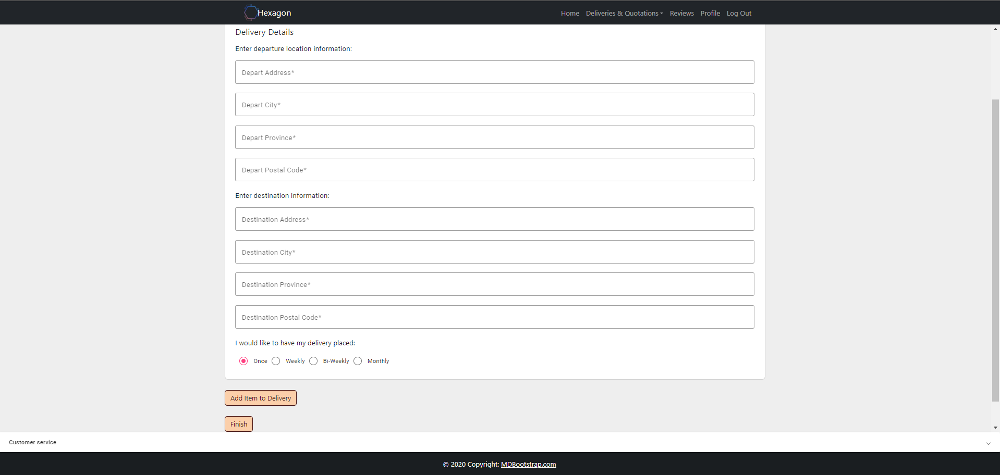 Hexagon
Home Deliveries & Quotations Reviews Profile Log Out
Delivery Details
Enter departure location information:
Depart Address*
Depart City*
Depart Province*
Depart Postal Code*
Enter destination information:
Destination Address*
Destination City*
Destination Province*
Destination Postal Code*
I would like to have my delivery placed:
Once Weekly Bi-Weekly Monthly
Add Item to Delivery
Finish
Customer service
© 2020 Copyright: MDBootstrap.com